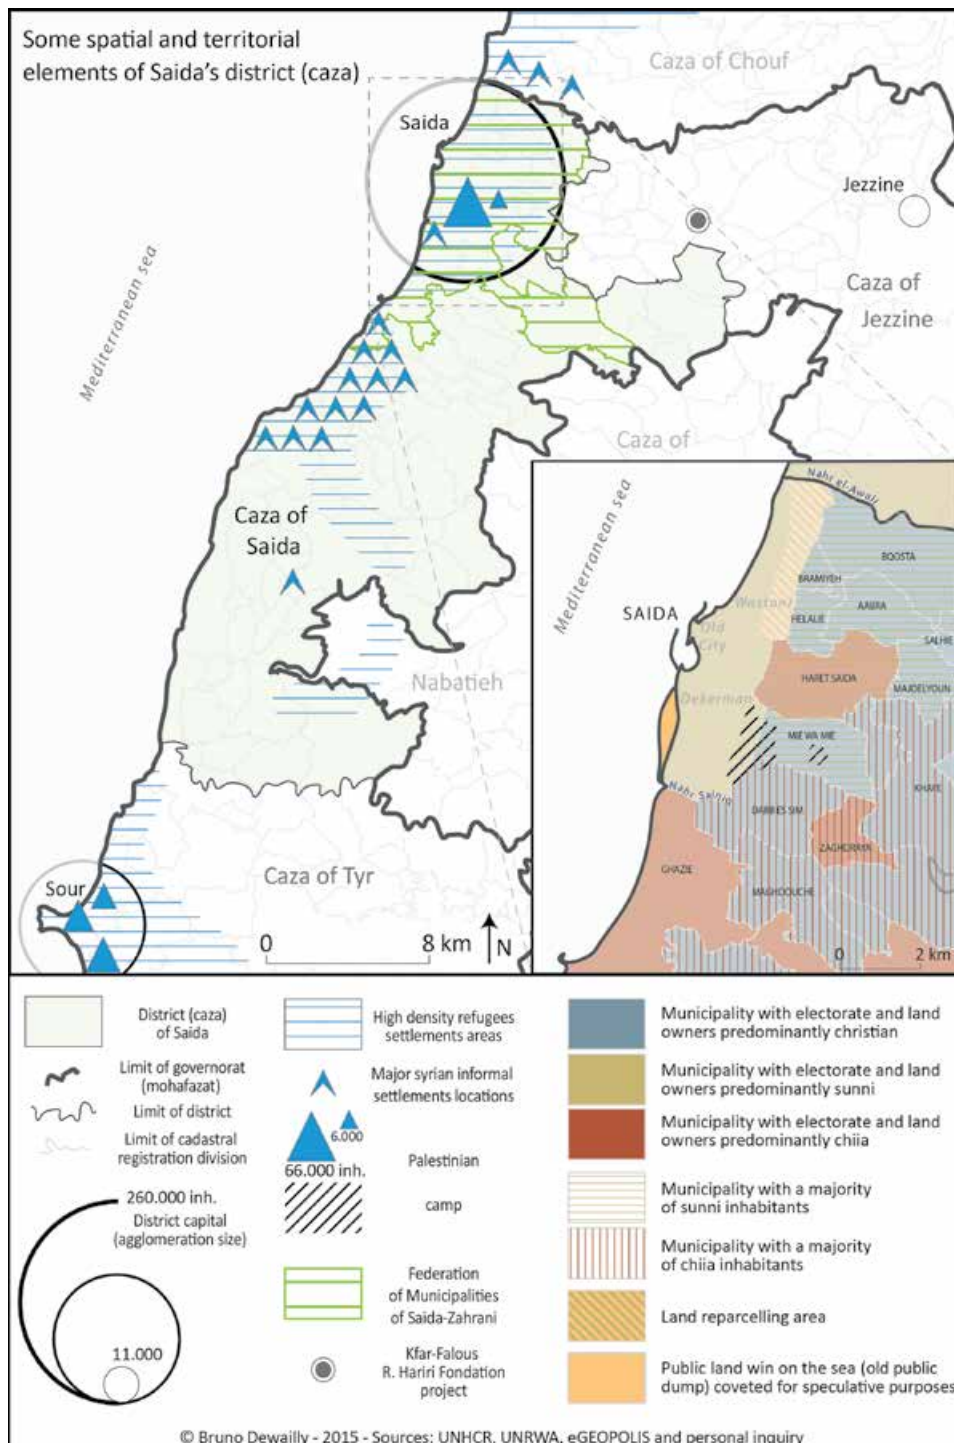 Some spatial and territorial
elements of Saida's district (caza)
Caza of Chouf
Saida
Jezzine
Caza of
Jezzine
Mediterranean sea
Caza of
Nabatieh
Caza of
Saida
Caza of Tyr
Sour
0 8 km
N
Mediterranean sea
Nahr el-Awali
BQOSTA
BRAMIYEH
AABRA
Wastani
HELALIE
SAIDA
Old
City
SALHIE
HARET SAIDA
MAJDELYOUN
Dekerman
MIE WA MIE
Nahr Sainiq
DARB ES SIM
ZAGHDRAYA
GHAZIE
MAGHDOUCHE
0 2 km
District (caza)
of Saida
Limit of governorat
(mohafazat)
Limit of district
Limit of cadastral
registration division
260.000 inh.
District capital
(agglomeration size)
11.000
High density refugees
settlements areas
Major syrian informal
settlements locations
6.000
66.000 inh.
Palestinian
camp
Federation
of Municipalities
of Saida-Zahrani
Kfar-Falous
R. Hariri Fondation
project
Municipality with electorate and land
owners predominantly christian
Municipality with electorate and land
owners predominantly sunni
Municipality with electorate and land
owners predominantly chiia
Municipality with a majority
of sunni inhabitants
Municipality with a majority
of chiia inhabitants
Land reparcelling area
Public land win on the sea (old public
dump) coveted for speculative purposes
© Bruno Dewailly - 2015 - Sources: UNHCR, UNRWA, eGEOPOLIS and personal inquiry